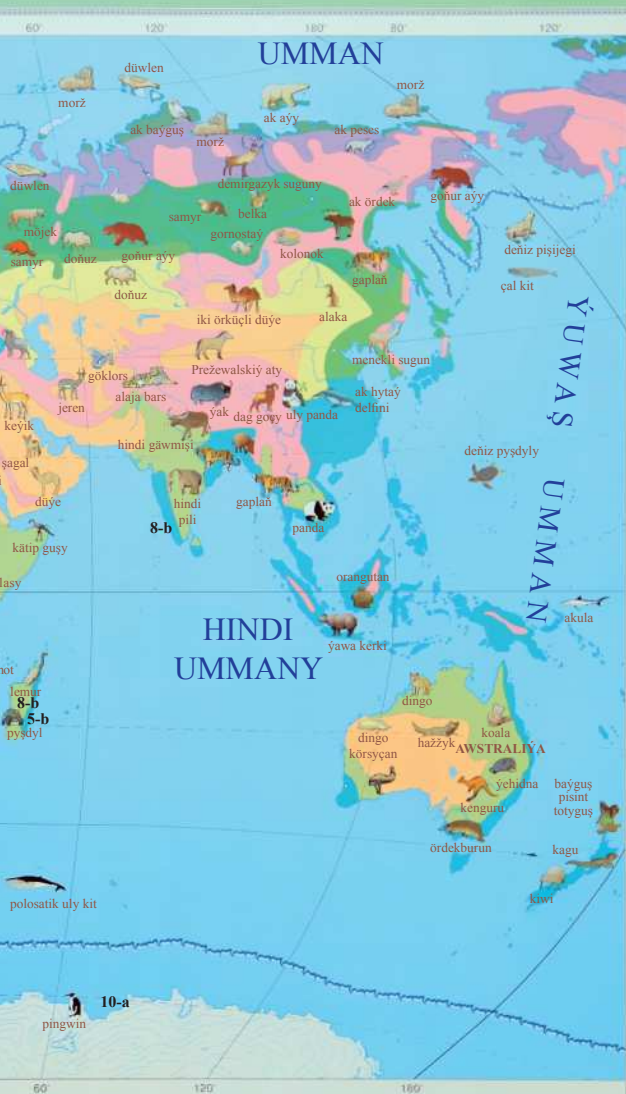 60°
120°
180°
80°
120°
UMMAN
düwlen
morž
morž
ak aýy
ak baýguş
morž
ak peses
düwlen
demirgazyk suguny
goňur aýy
ak ördek
samyr
belka
möjek
gornostaý
deňiz pişijegi
samyr
doňuz
goňur aýy
kolonok
gaplaň
çal kit
doňuz
iki örküçli düýe
alaka
ÝUWAŞ UMMAN
menekli sugun
göklors
Preževalskiý aty
jeren
alaja bars
ýak
dag goçy
uly panda
ak hytaý
delfini
keýik
hindi gäwmişi
şagal
deňiz pyşdyly
düýe
hindi
pili
gaplaň
8-b
panda
kätip guşy
lasy
orangutan
akula
HINDI
UMMANY
ýawa kerki
not
lemur
8-b
5-b
pyşdyl
dingo
dingo
körsyçan
hažžyk
koala
AWSTRALIÝA
ýehidna
kenguru
baýguş
pisint
totyguş
ördekburun
kagu
kiwi
polosatik uly kit
10-a
pingwin
60°
120°
180°